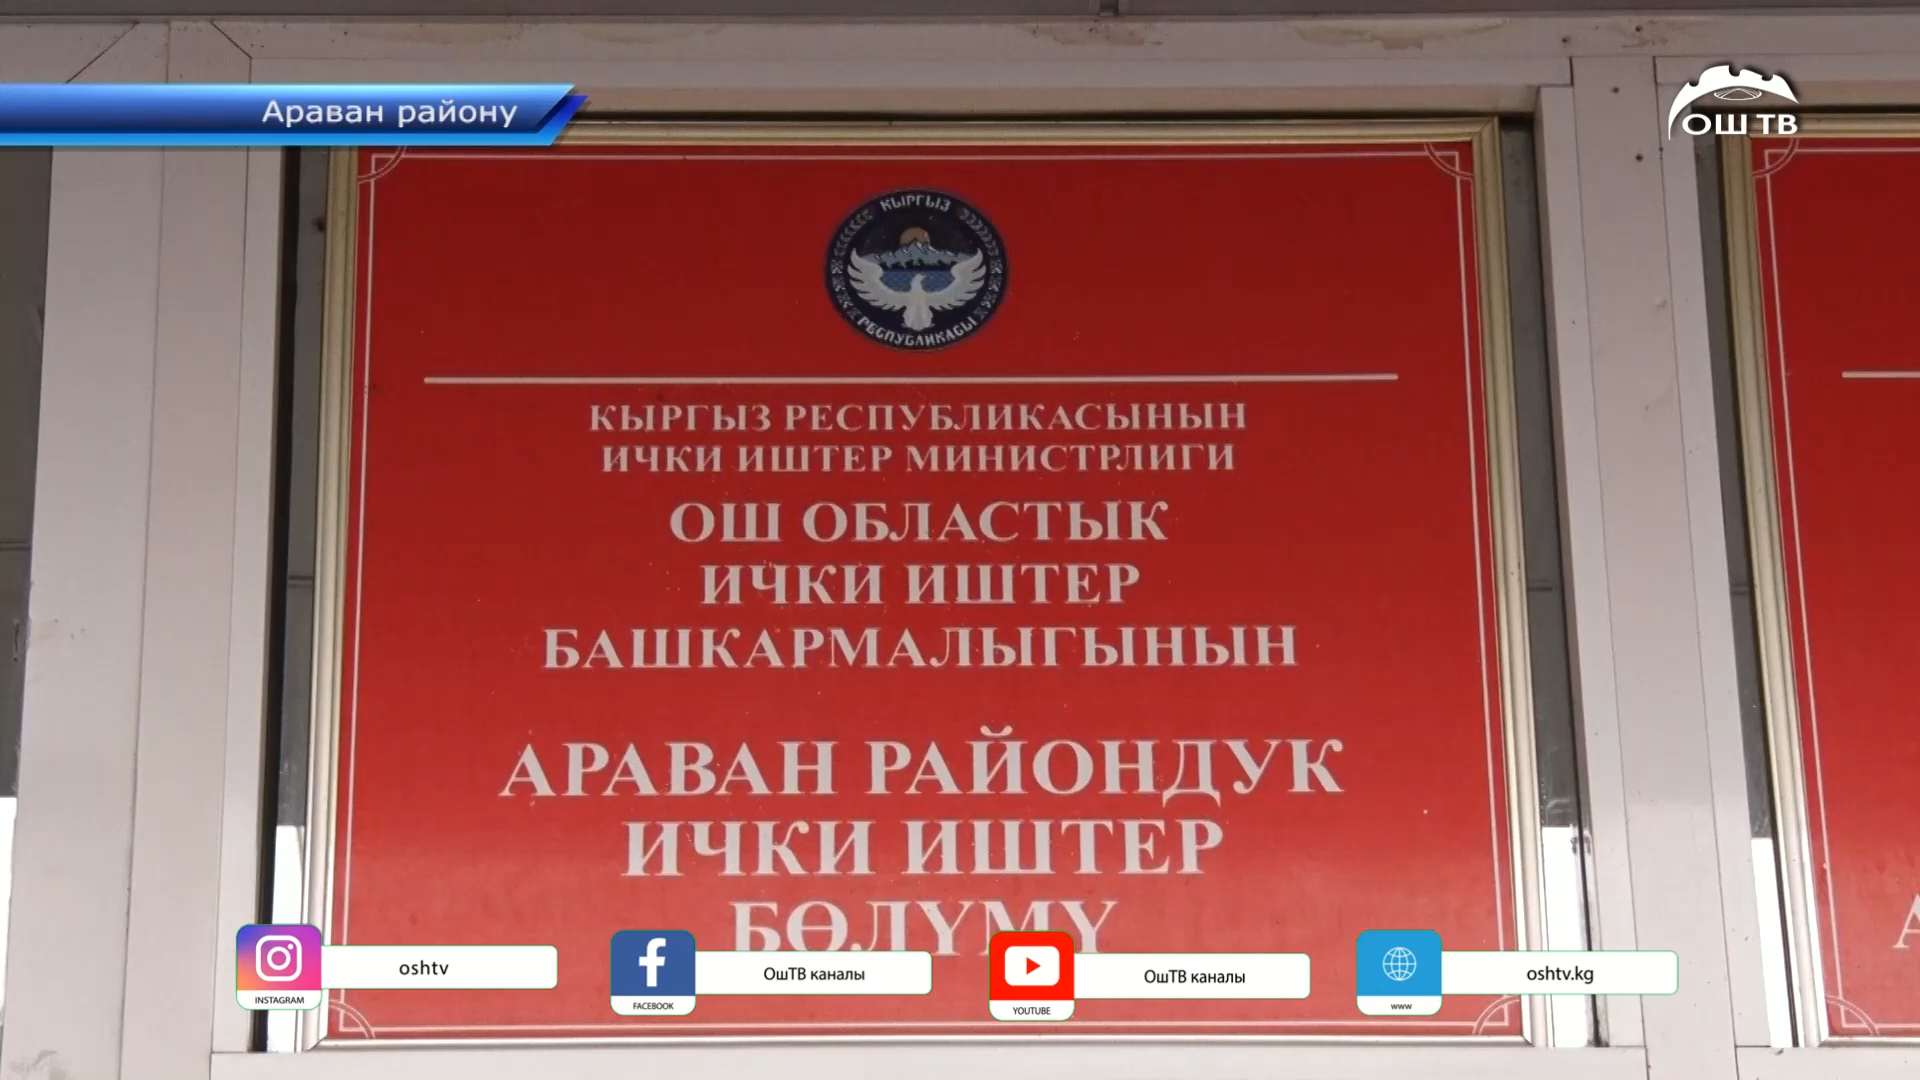 Араван району
ОШ ТВ
КЫРГЫЗ
РЕСПУБЛИКАСЫ
КЫРГЫЗ РЕСПУБЛИКАСЫНЫН
ИЧКИ ИШТЕР МИНИСТРЛИГИ
ОШ ОБЛАСТЫК
ИЧКИ ИШТЕР
БАШКАРМАЛЫГЫНЫН
АРАВАН РАЙОНДУК
ИЧКИ ИШТЕР
БӨЛҮМҮ
oshtv
INSTAGRAM
ОшТВ каналы
FACEBOOK
ОшТВ каналы
YOUTUBE
oshtv.kg
WWW